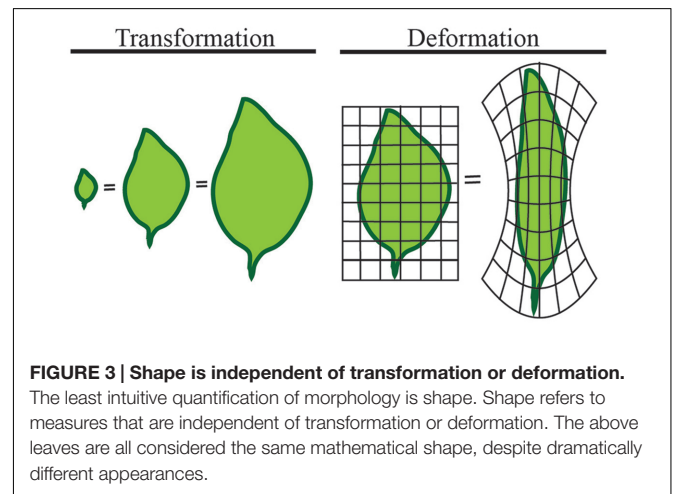 Transformation
Deformation
= = =
FIGURE 3 | Shape is independent of transformation or deformation.
The least intuitive quantification of morphology is shape. Shape refers to
measures that are independent of transformation or deformation. The above
leaves are all considered the same mathematical shape, despite dramatically
different appearances.